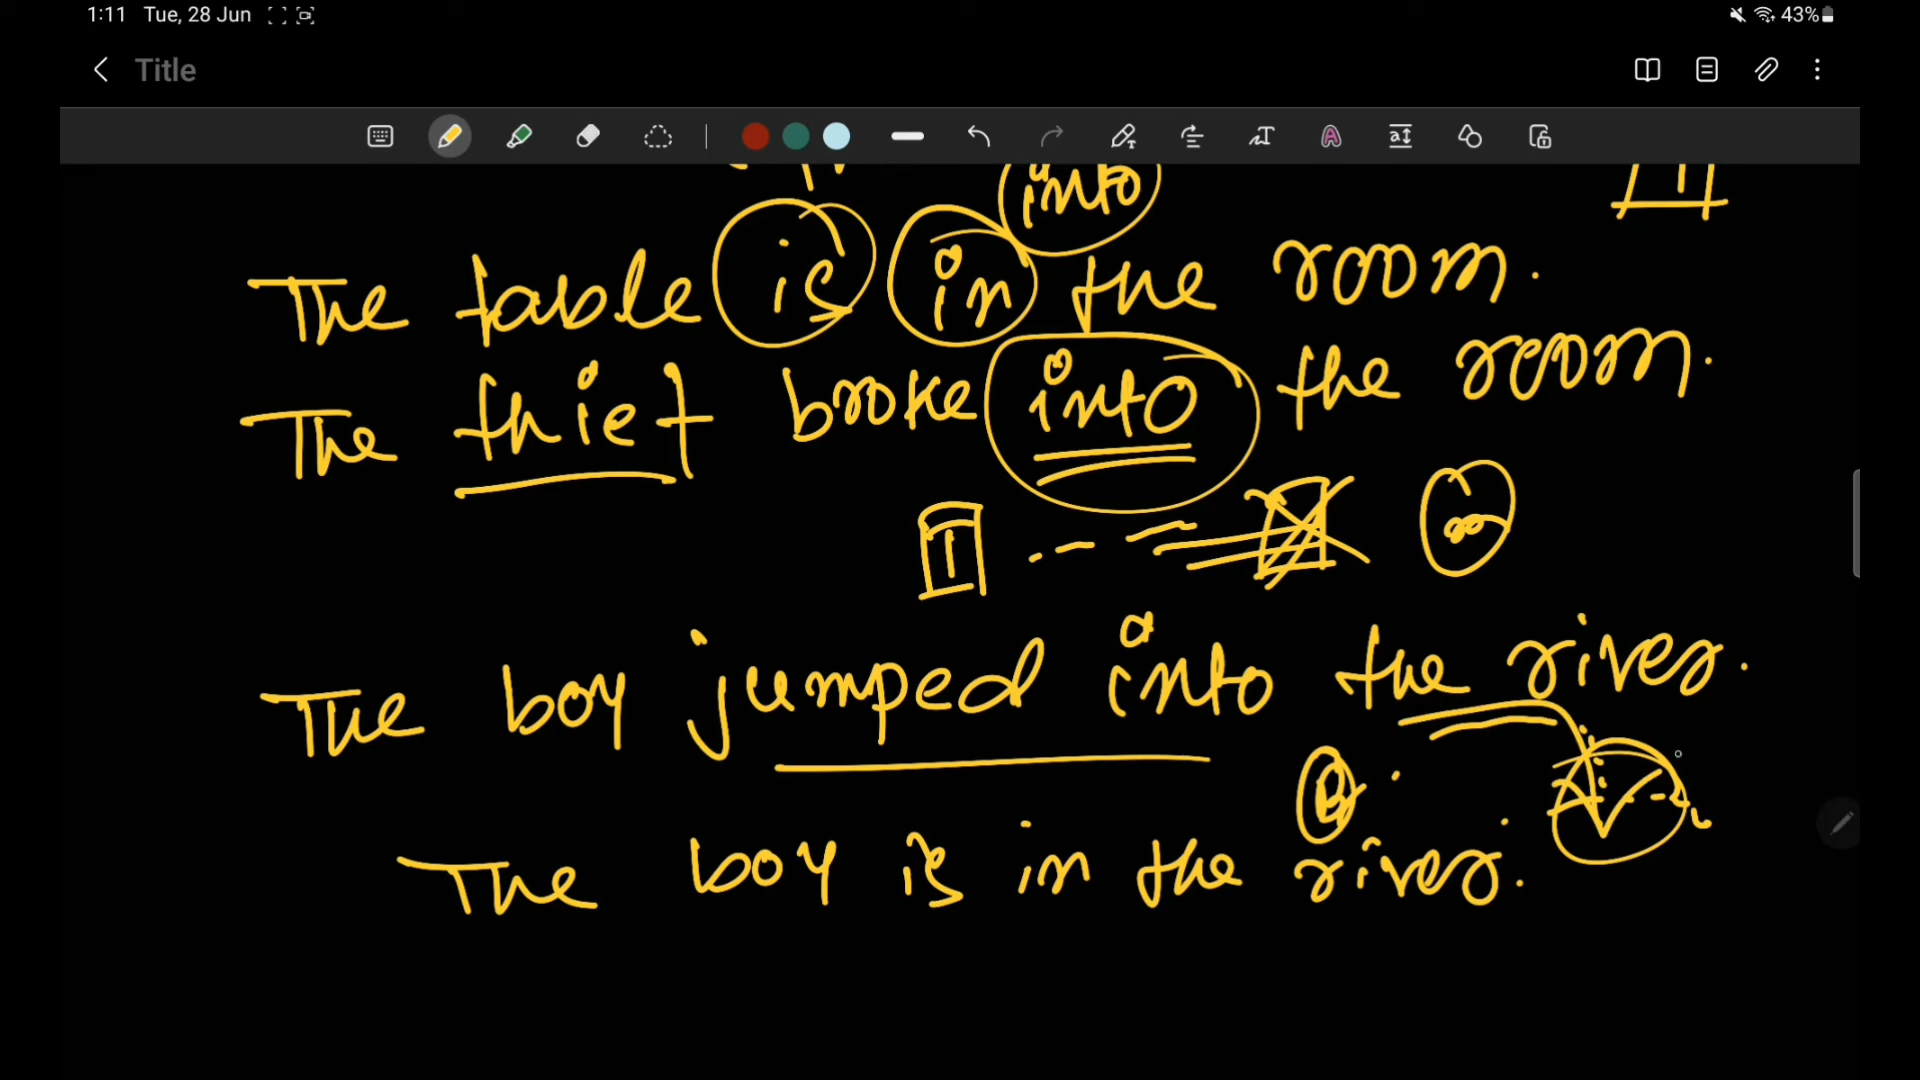 1:11 Tue, 28 Jun 43%
Title
into
The table is in the room.
The thief broke into the room.
The boy jumped into the river.
The boy is in the river.